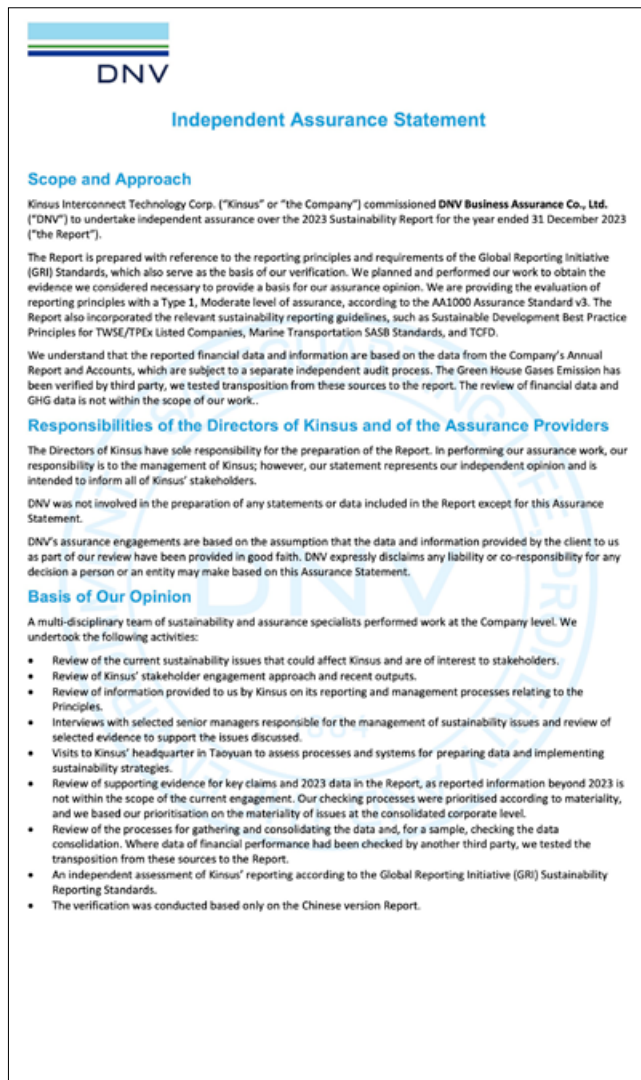 DNV
Independent Assurance Statement
Scope and Approach
Kinsus Interconnect Technology Corp. ("Kinsus" or "the Company") commissioned DNV Business Assurance Co., Ltd.
("DNV") to undertake independent assurance over the 2023 Sustainability Report for the year ended 31 December 2023
("the Report").
The Report is prepared with reference to the reporting principles and requirements of the Global Reporting Initiative
(GRI) Standards, which also serve as the basis of our verification. We planned and performed our work to obtain the
evidence we considered necessary to provide a basis for our assurance opinion. We are providing the evaluation of
reporting principles with a Type 1, Moderate level of assurance, according to the AA1000 Assurance Standard v3. The
Report also incorporated the relevant sustainability reporting guidelines, such as Sustainable Development Best Practice
Principles for TWSE/TPEx Listed Companies, Marine Transportation SASB Standards, and TCFD.
We understand that the reported financial data and information are based on the data from the Company's Annual
Report and Accounts, which are subject to a separate independent audit process. The Green House Gases Emission has
been verified by third party, we tested transposition from these sources to the report. The review of financial data and
GHG data is not within the scope of our work..
Responsibilities of the Directors of Kinsus and of the Assurance Providers
The Directors of Kinsus have sole responsibility for the preparation of the Report. In performing our assurance work, our
responsibility is to the management of Kinsus; however, our statement represents our independent opinion and is
intended to inform all of Kinsus' stakeholders.
DNV was not involved in the preparation of any statements or data included in the Report except for this Assurance
Statement.
DNV's assurance engagements are based on the assumption that the data and information provided by the client to us
as part of our review have been provided in good faith. DNV expressly disclaims any liability or co-responsibility for any
decision a person or an entity may make based on this Assurance Statement.
Basis of Our Opinion
A multi-disciplinary team of sustainability and assurance specialists performed work at the Company level. We
undertook the following activities:
• Review of the current sustainability issues that could affect Kinsus and are of interest to stakeholders.
• Review of Kinsus' stakeholder engagement approach and recent outputs.
• Review of information provided to us by Kinsus on its reporting and management processes relating to the
Principles.
• Interviews with selected senior managers responsible for the management of sustainability issues and review of
selected evidence to support the issues discussed.
• Visits to Kinsus' headquarter in Taoyuan to assess processes and systems for preparing data and implementing
sustainability strategies.
• Review of supporting evidence for key claims and 2023 data in the Report, as reported information beyond 2023 is
not within the scope of the current engagement. Our checking processes were prioritised according to materiality,
and we based our prioritisation on the materiality of issues at the consolidated corporate level.
• Review of the processes for gathering and consolidating the data and, for a sample, checking the data
consolidation. Where data of financial performance had been checked by another third party, we tested the
transposition from these sources to the Report.
• An independent assessment of Kinsus' reporting according to the Global Reporting Initiative (GRI) Sustainability
Reporting Standards.
• The verification was conducted based only on the Chinese version Report.